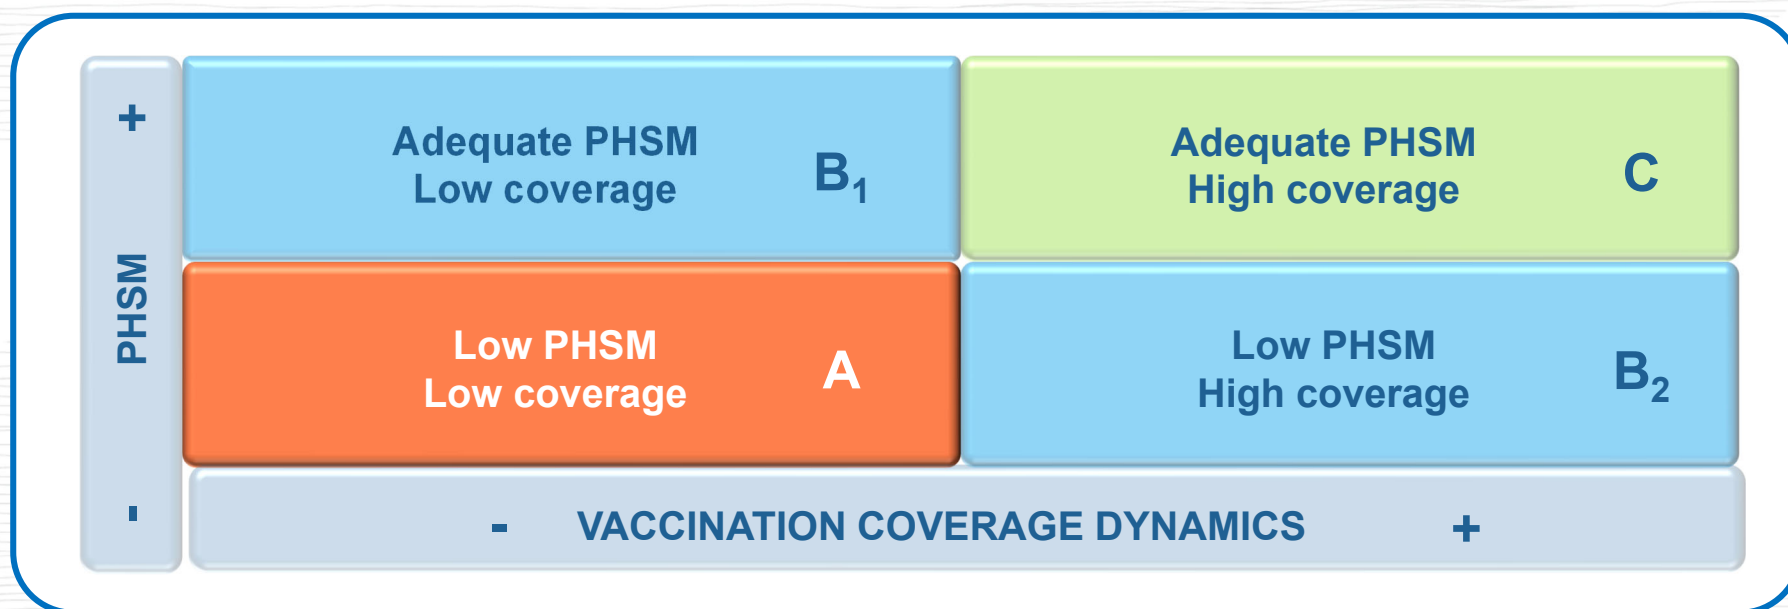 +
PHSM
-
Adequate PHSM
Low coverage
B₁
Adequate PHSM
High coverage
C
Low PHSM
Low coverage
A
Low PHSM
High coverage
B₂
- VACCINATION COVERAGE DYNAMICS +